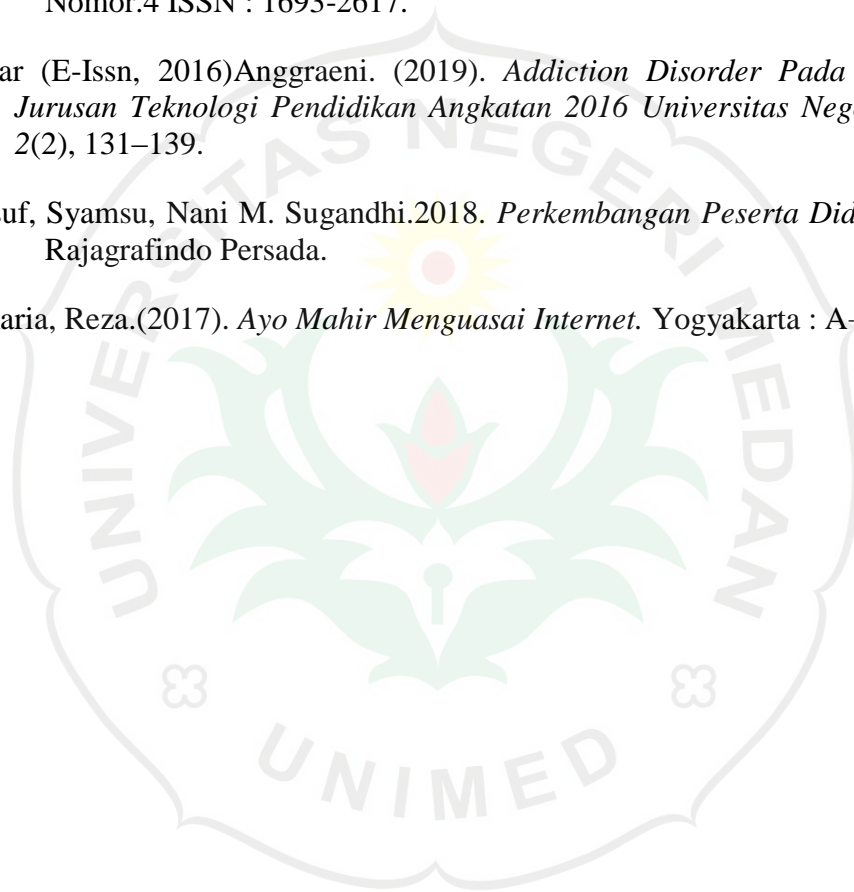 Nomor.4 ISSN : 1693-2617.
ar (E-Issn, 2016)Anggraeni. (2019). Addiction Disorder Pada
Jurusan Teknologi Pendidikan Angkatan 2016 Universitas Neg
2(2), 131–139.
uf, Syamsu, Nani M. Sugandhi.2018. Perkembangan Peserta Did
Rajagrafindo Persada.
aria, Reza.(2017). Ayo Mahir Menguasai Internet. Yogyakarta : A-
UNIVERSITAS NEGERI MEDAN
UNIMED